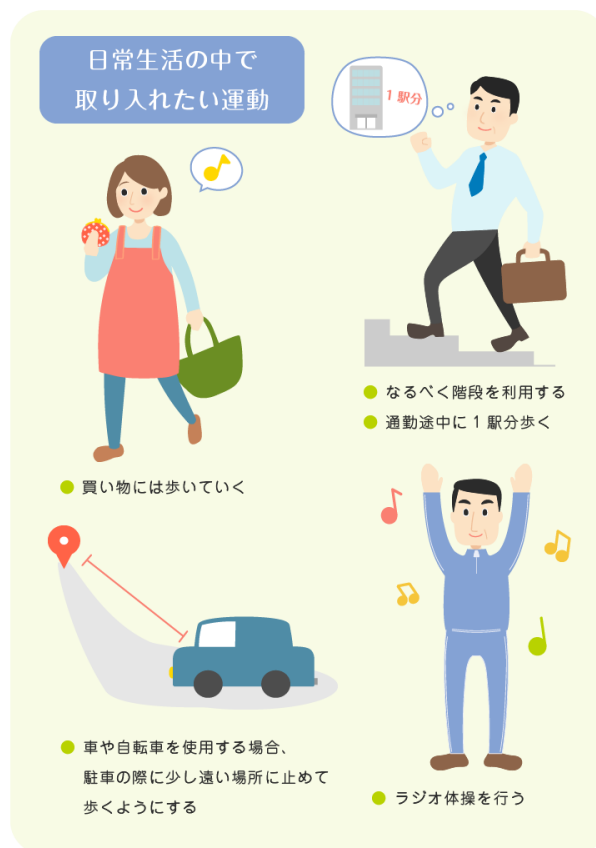 日常生活の中で
取り入れたい運動
1駅分
なるべく階段を利用する
通勤途中に1駅分歩く
買い物には歩いていく
車や自転車を使用する場合、
駐車の際に少し遠い場所に止めて
歩くようにする
ラジオ体操を行う